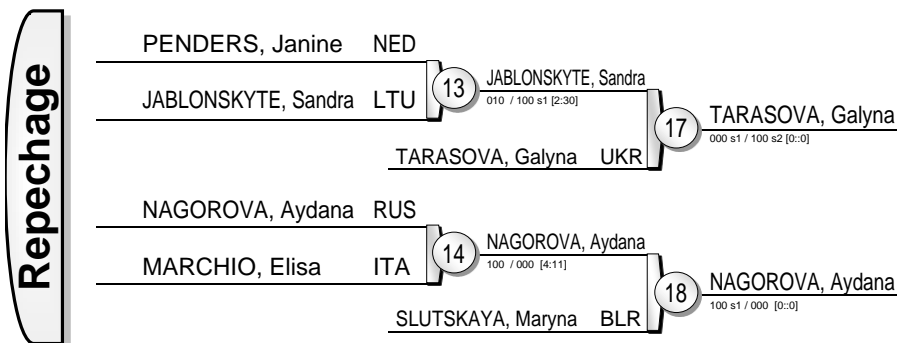 Repechage
PENDERS, Janine NED
JABLONSKYTE, Sandra LTU
13
JABLONSKYTE, Sandra
010 / 100 s1 [2:30]
TARASOVA, Galyna UKR
17
TARASOVA, Galyna
000 s1 / 100 s2 [0::0]
NAGOROVA, Aydana RUS
MARCHIO, Elisa ITA
14
NAGOROVA, Aydana
100 / 000 [4:11]
SLUTSKAYA, Maryna BLR
18
NAGOROVA, Aydana
100 s1 / 000 [0::0]